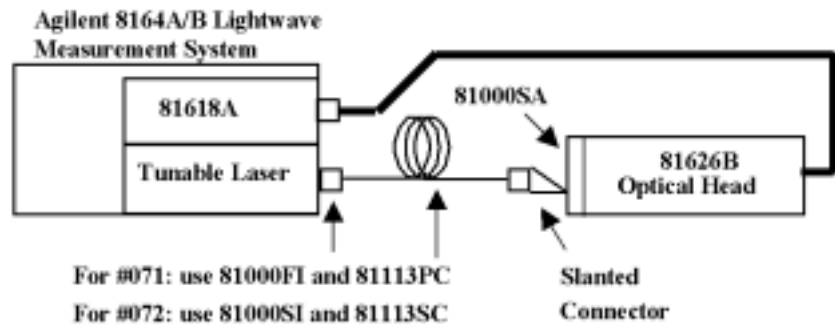 Agilent 8164A/B Lightwave
Measurement System
81618A
81000SA
Tunable Laser
81626B
Optical Head
For #071: use 81000FI and 81113PC
For #072: use 81000SI and 81113SC
Slanted
Connector